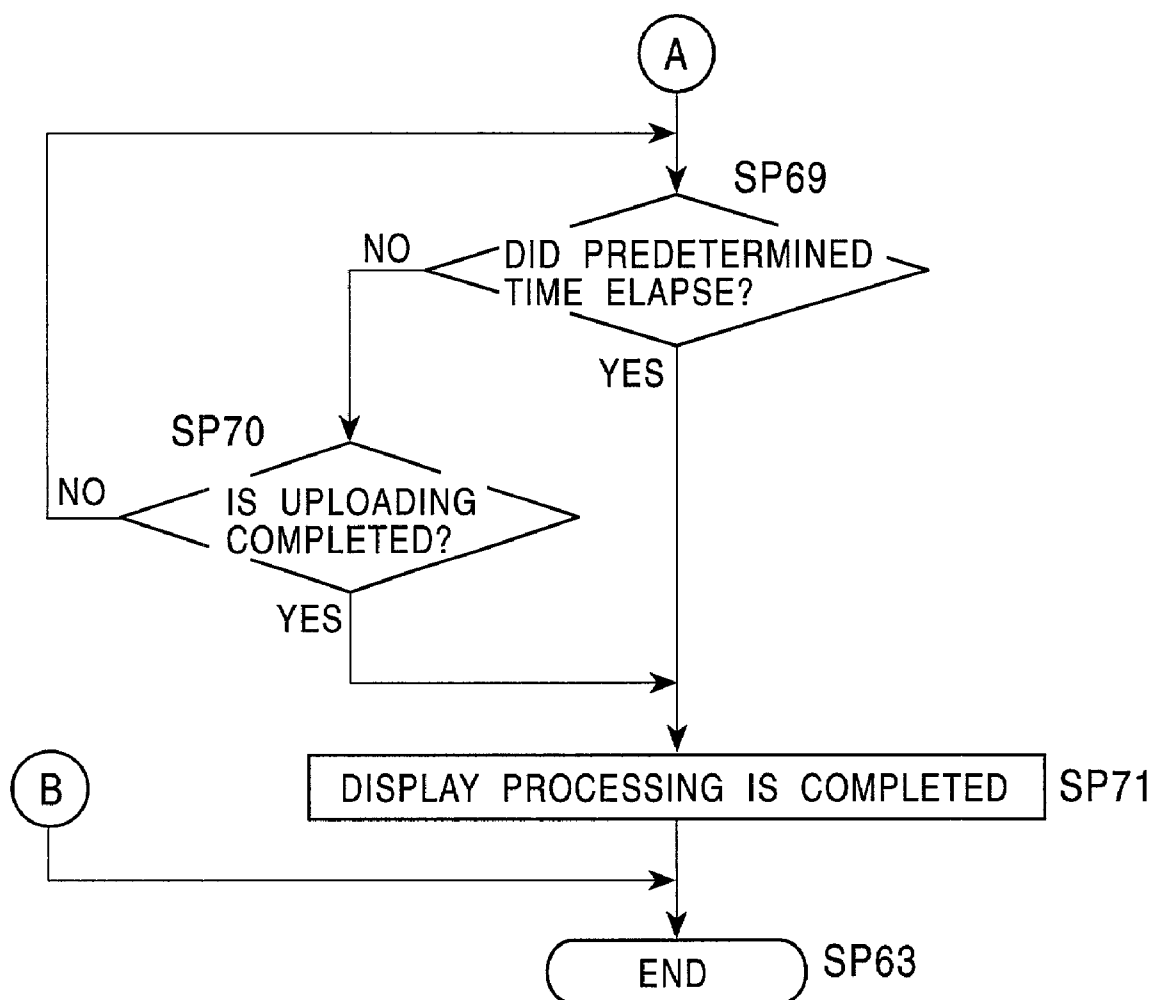 A
SP69
NO
DID PREDETERMINED
TIME ELAPSE?
YES
SP70
NO
IS UPLOADING
COMPLETED?
YES
B
DISPLAY PROCESSING IS COMPLETED
SP71
END
SP63